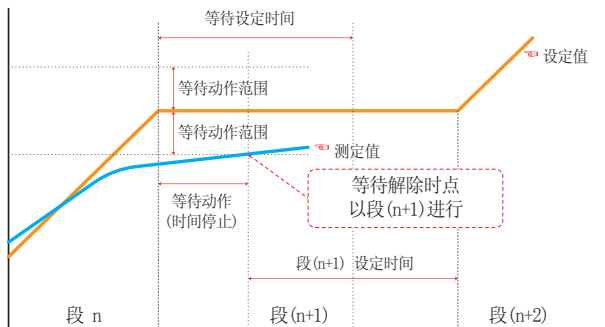 等待设定时间
☜ 设定值
等待动作范围
等待动作范围
☜ 测定值
等待解除时点
以段(n+1)进行
等待动作
(时间停止)
段(n+1) 设定时间
段 n
段(n+1)
段(n+2)